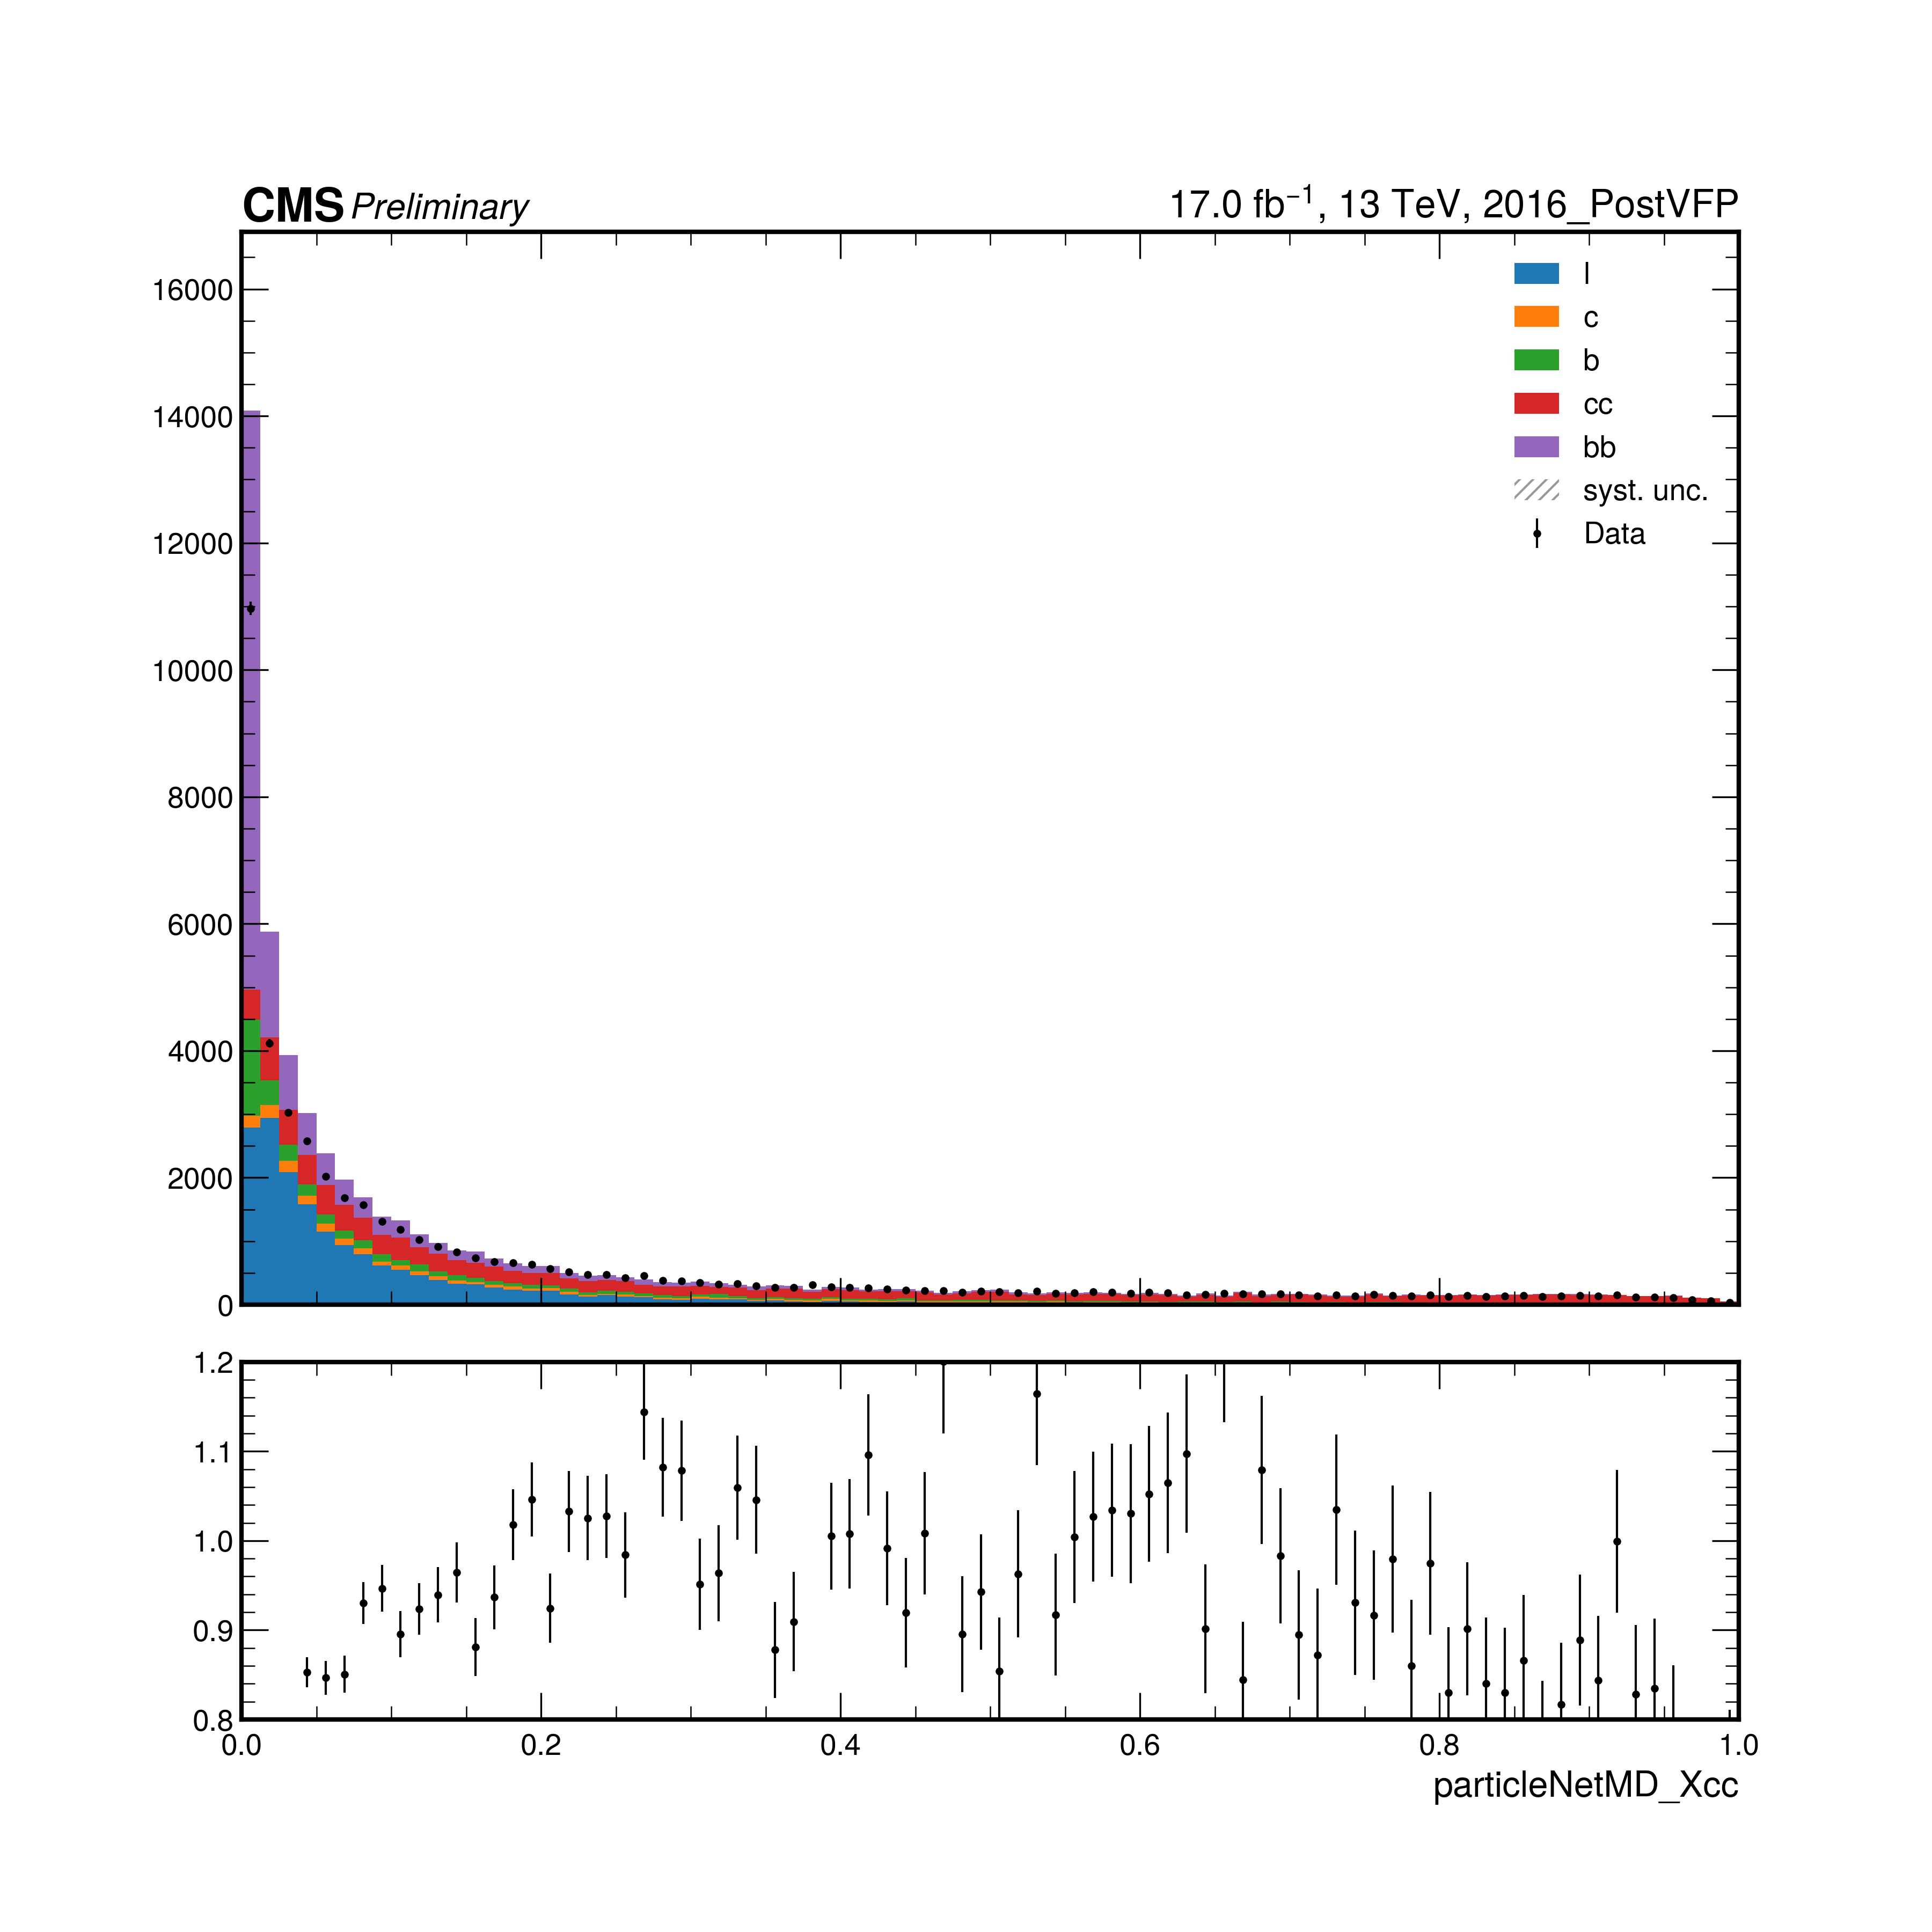 CMS Preliminary 17.0 fb⁻¹, 13 TeV, 2016_PostVFP
16000
14000
12000
10000
8000
6000
4000
2000
0
l
c
b
cc
bb
syst. unc.
Data
1.2
1.1
1.0
0.9
0.8
0.0 0.2 0.4 0.6 0.8 1.0
particleNetMD_Xcc